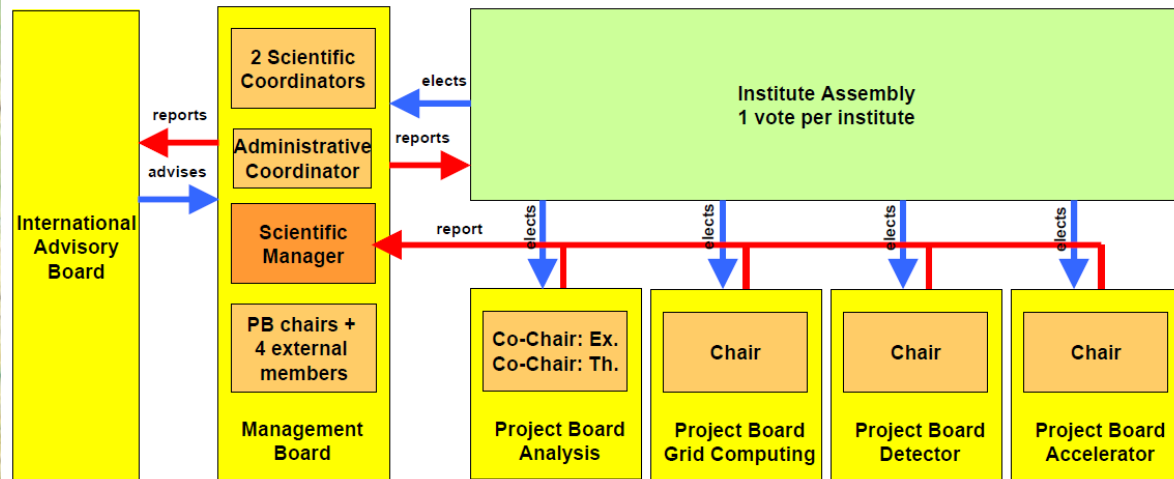 International
Advisory
Board
reports
advises
2 Scientific
Coordinators
Administrative
Coordinator
Scientific
Manager
PB chairs +
4 external
members
Management
Board
elects
reports
report
Institute Assembly
1 vote per institute
elects
elects
elects
elects
Co-Chair: Ex.
Co-Chair: Th.
Project Board
Analysis
Chair
Project Board
Grid Computing
Chair
Project Board
Detector
Chair
Project Board
Accelerator